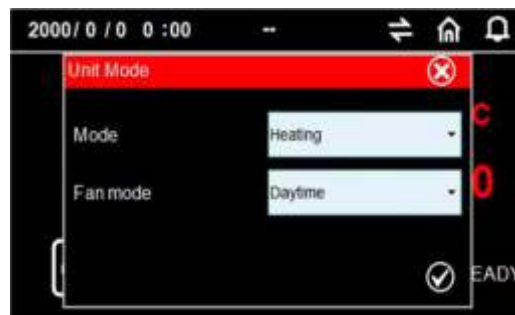 2000/ 0 / 0 0 :00 --
Unit Mode
C
Mode Heating
Fan mode Daytime
0
EADY